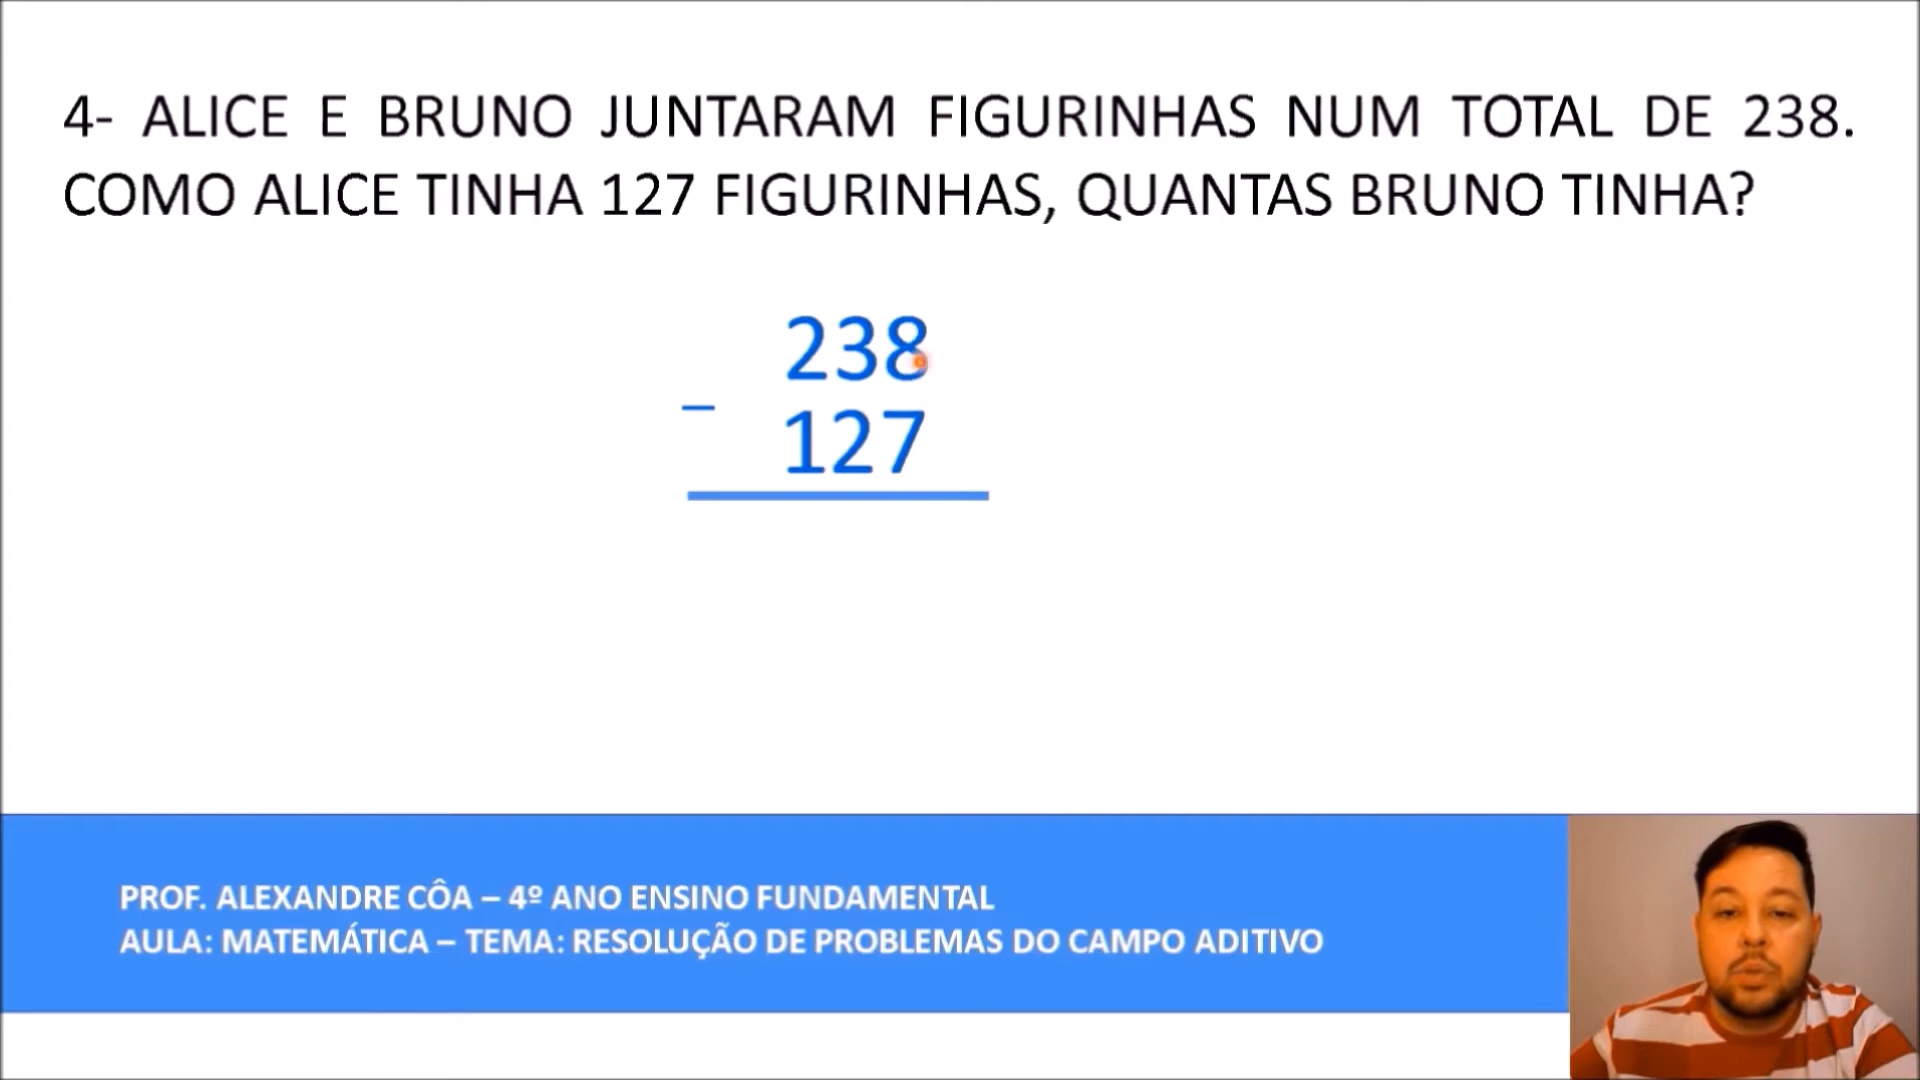 4- ALICE E BRUNO JUNTARAM FIGURINHAS NUM TOTAL DE 238.
COMO ALICE TINHA 127 FIGURINHAS, QUANTAS BRUNO TINHA?
238
–
127
PROF. ALEXANDRE CÔA – 4º ANO ENSINO FUNDAMENTAL
AULA: MATEMÁTICA – TEMA: RESOLUÇÃO DE PROBLEMAS DO CAMPO ADITIVO